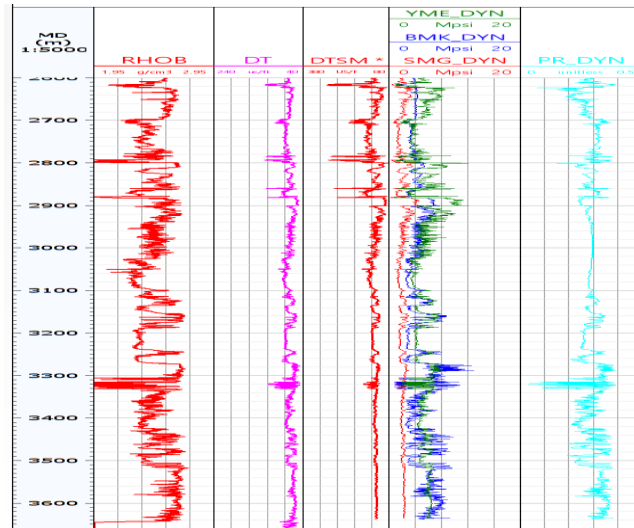 MD
(m)
1:5000
RHOB
1.95 g/cm3 2.95
DT
240 us/ft 40
DTSM *
80
YME_DYN
0 Mpsi 20
BMK_DYN
0 Mpsi 20
SMG_DYN
0 Mpsi 20
PR_DYN
0 unitless 0.5
2600
2700
2800
2900
3000
3100
3200
3300
3400
3500
3600